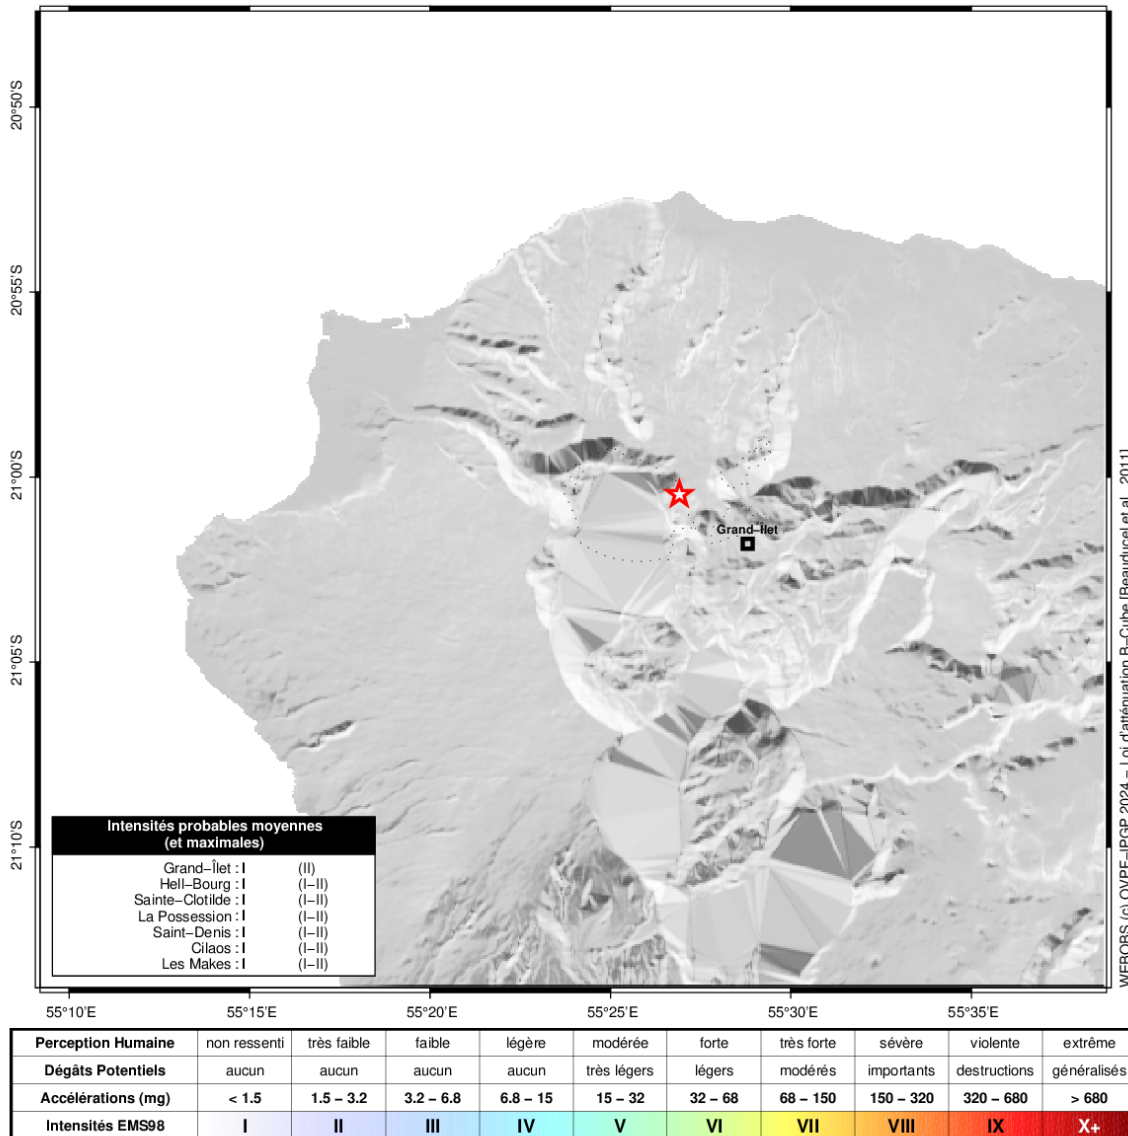 20°50'S
20°55'S
21°00'S
21°05'S
21°10'S
Grand–Îlet
Intensités probables moyennes
(et maximales)
Grand–Îlet : I (II)
Hell–Bourg : I (I–II)
Sainte–Clotilde : I (I–II)
La Possession : I (I–II)
Saint–Denis : I (I–II)
Cilaos : I (I–II)
Les Makes : I (I–II)
WEBOBS (c) OVPF–IPGP 2024 – Loi d'atténuation B–Cube [Beauducel et al., 2011]
55°10'E 55°15'E 55°20'E 55°25'E 55°30'E 55°35'E
Perception Humaine non ressenti très faible faible légère modérée forte très forte sévère violente extrême
Dégâts Potentiels aucun aucun aucun aucun très légers légers modérés importants destructions généralisés
Accélérations (mg) < 1.5 1.5 – 3.2 3.2 – 6.8 6.8 – 15 15 – 32 32 – 68 68 – 150 150 – 320 320 – 680 > 680
Intensités EMS98 I II III IV V VI VII VIII IX X+